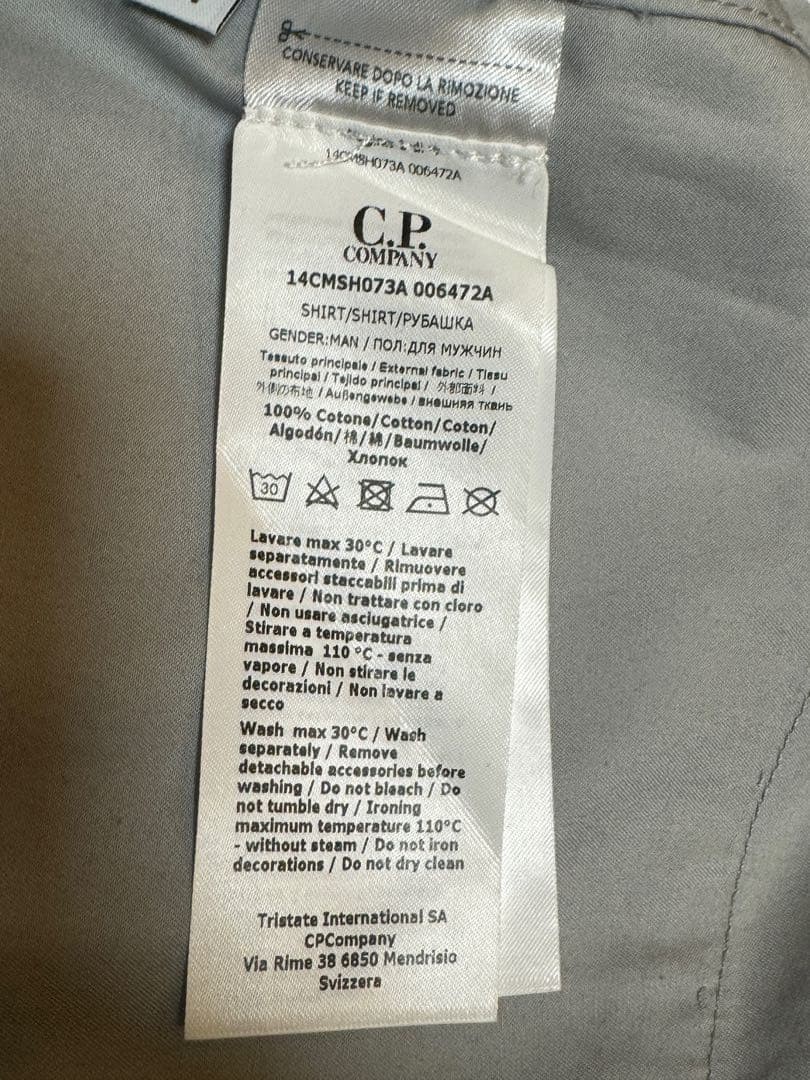 CONSERVARE DOPO LA RIMOZIONE
KEEP IF REMOVED
14CMSH073A 006472A
C.P.
COMPANY
14CMSH073A 006472A
SHIRT/SHIRT/РУБАШКА
GENDER:MAN / ПОЛ:ДЛЯ МУЖЧИН
Tessuto principale / External fabric / Tissu
principal / Tejido principal / 外部面料 /
外側の布地 / Außengewebe / внешняя ткань
100% Cotone/Cotton/Coton/
Algodón/棉/綿/Baumwolle/
Хлопок
30
Lavare max 30°C / Lavare
separatamente / Rimuovere
accessori staccabili prima di
lavare / Non trattare con cloro
/ Non usare asciugatrice /
Stirare a temperatura
massima 110 °C - senza
vapore / Non stirare le
decorazioni / Non lavare a
secco
Wash max 30°C / Wash
separately / Remove
detachable accessories before
washing / Do not bleach / Do
not tumble dry / Ironing
maximum temperature 110°C
- without steam / Do not iron
decorations / Do not dry clean
Tristate International SA
CPCompany
Via Rime 38 6850 Mendrisio
Svizzera